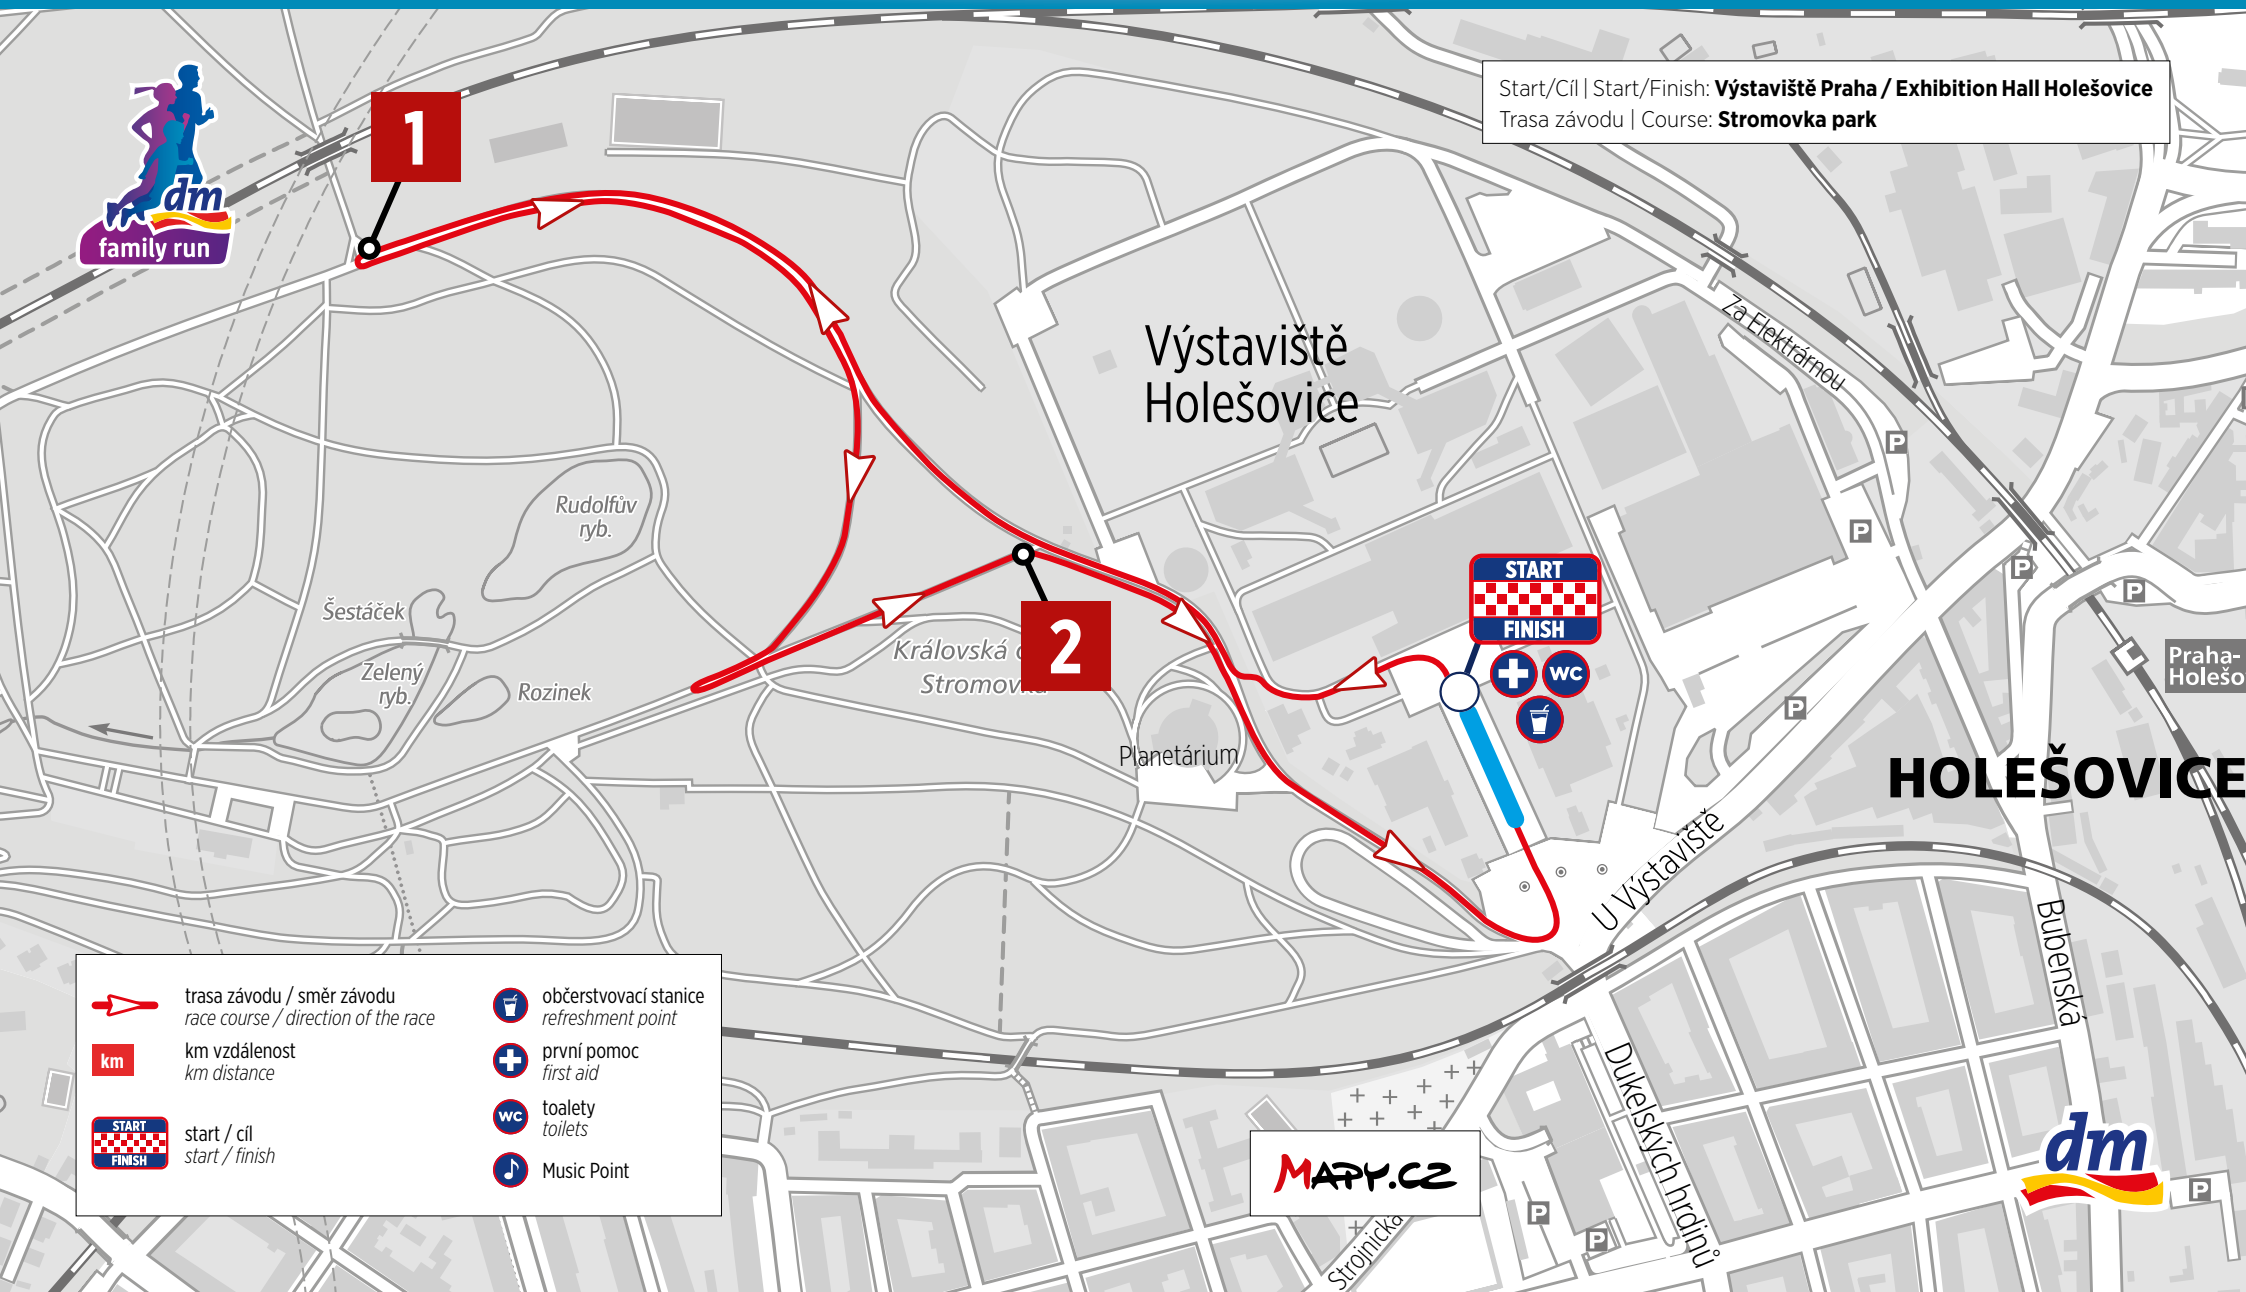 Start/Cíl | Start/Finish: Výstaviště Praha / Exhibition Hall Holešovice
Trasa závodu | Course: Stromovka park
dm
family run
1
Za Elektrárnou
Výstaviště
Holešovice
P
Rudolfův
ryb.
P
START
FINISH
P
P
Šestáček
2
Královská
Stromovka
WC
Praha-
Zelený
ryb.
Rozinek
P
Planetárium
HOLEŠOVICE
U Výstaviště
Bubenská
trasa závodu / směr závodu
race course / direction of the race
km
km vzdálenost
km distance
START
FINISH
start / cíl
start / finish
občerstvovací stanice
refreshment point
první pomoc
first aid
WC
toalety
toilets
Music Point
Dukelských hrdinů
Mapy.cz
Strojnická
P
P
dm
P